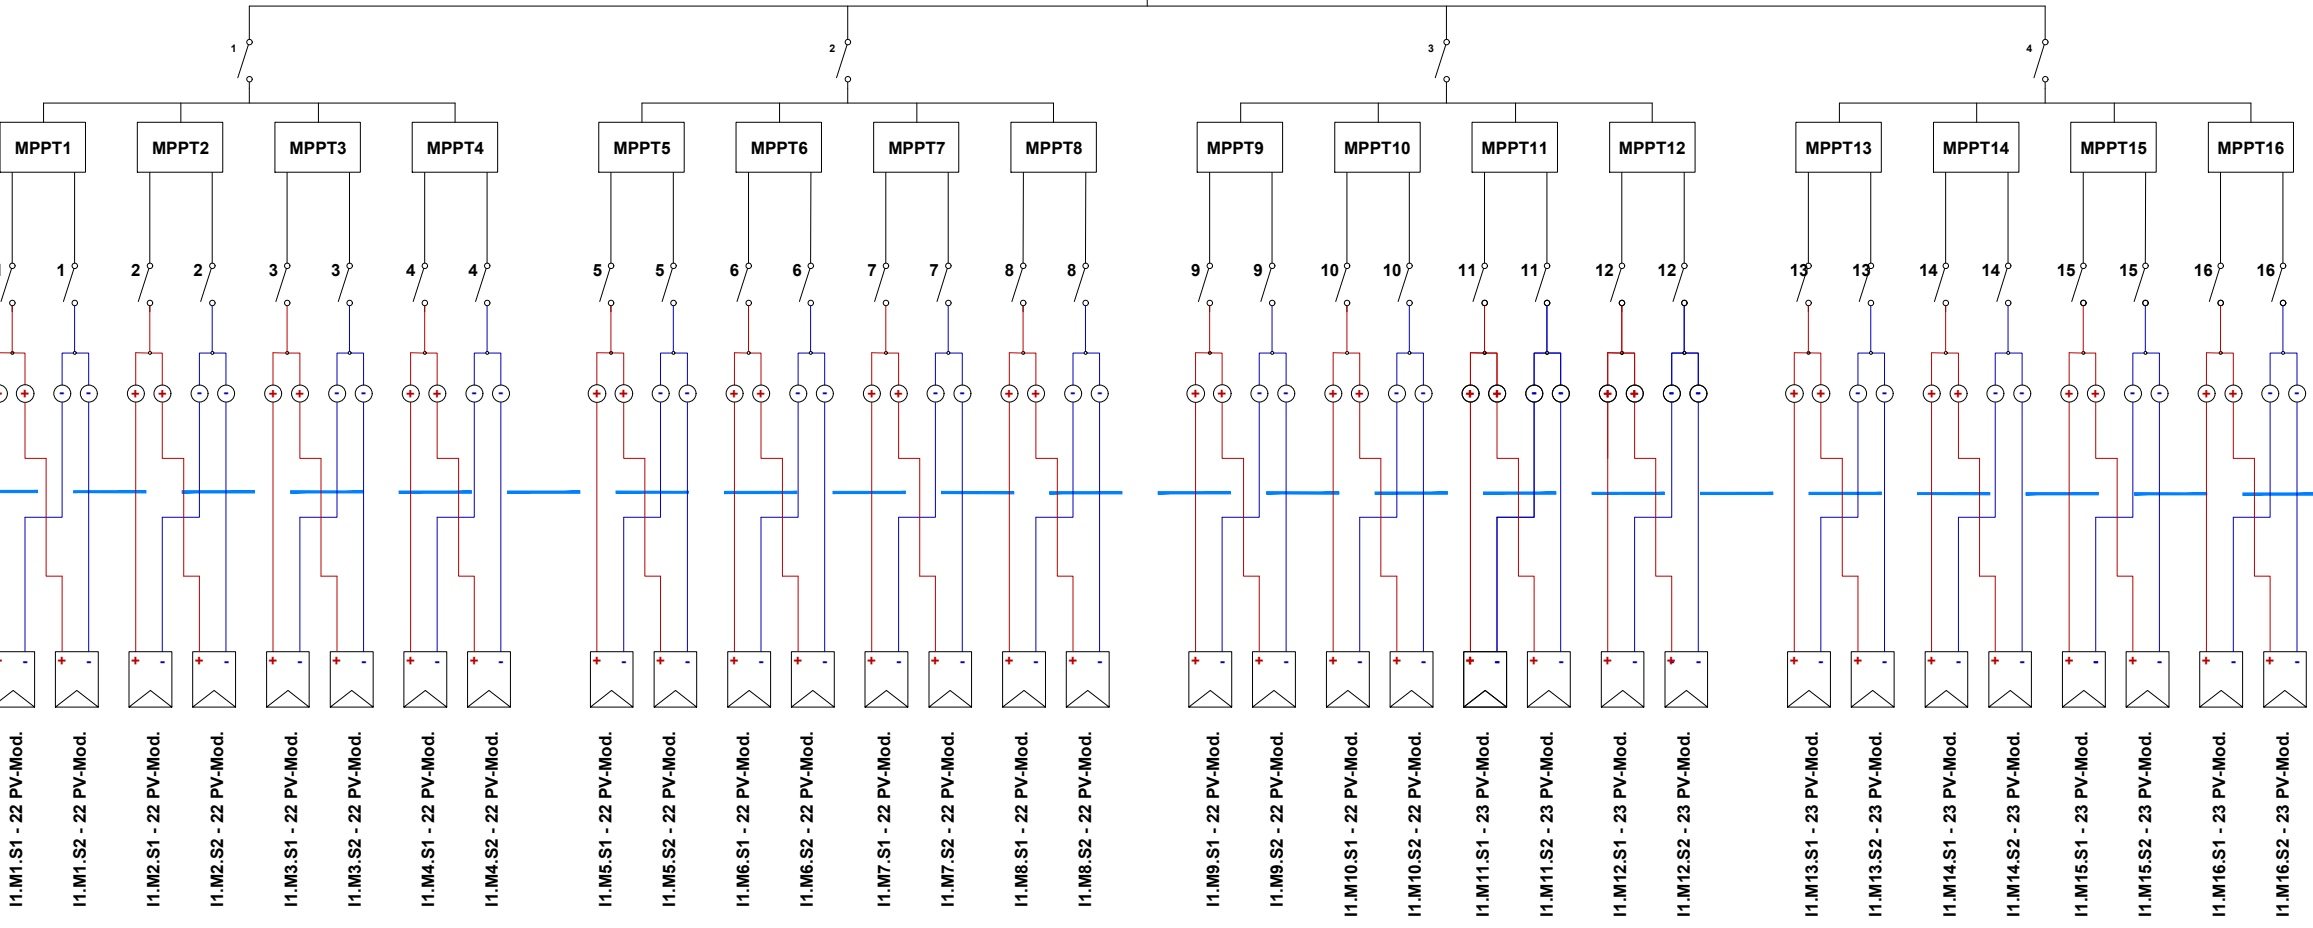 1 2 3 4
MPPT1 MPPT2 MPPT3 MPPT4 MPPT5 MPPT6 MPPT7 MPPT8 MPPT9 MPPT10 MPPT11 MPPT12 MPPT13 MPPT14 MPPT15 MPPT16
1 2 2 3 3 4 4 5 5 6 6 7 7 8 8 9 9 10 10 11 11 12 12 13 13 14 14 15 15 16 16
I1.M1.S1 - 22 PV-Mod.
I1.M1.S2 - 22 PV-Mod.
I1.M2.S1 - 22 PV-Mod.
I1.M2.S2 - 22 PV-Mod.
I1.M3.S1 - 22 PV-Mod.
I1.M3.S2 - 22 PV-Mod.
I1.M4.S1 - 22 PV-Mod.
I1.M4.S2 - 22 PV-Mod.
I1.M5.S1 - 22 PV-Mod.
I1.M5.S2 - 22 PV-Mod.
I1.M6.S1 - 22 PV-Mod.
I1.M6.S2 - 22 PV-Mod.
I1.M7.S1 - 22 PV-Mod.
I1.M7.S2 - 22 PV-Mod.
I1.M8.S1 - 22 PV-Mod.
I1.M8.S2 - 22 PV-Mod.
I1.M9.S1 - 22 PV-Mod.
I1.M9.S2 - 22 PV-Mod.
I1.M10.S1 - 22 PV-Mod.
I1.M10.S2 - 22 PV-Mod.
I1.M11.S1 - 23 PV-Mod.
I1.M11.S2 - 23 PV-Mod.
I1.M12.S1 - 23 PV-Mod.
I1.M12.S2 - 23 PV-Mod.
I1.M13.S1 - 23 PV-Mod.
I1.M13.S2 - 23 PV-Mod.
I1.M14.S1 - 23 PV-Mod.
I1.M14.S2 - 23 PV-Mod.
I1.M15.S1 - 23 PV-Mod.
I1.M15.S2 - 23 PV-Mod.
I1.M16.S1 - 23 PV-Mod.
I1.M16.S2 - 23 PV-Mod.